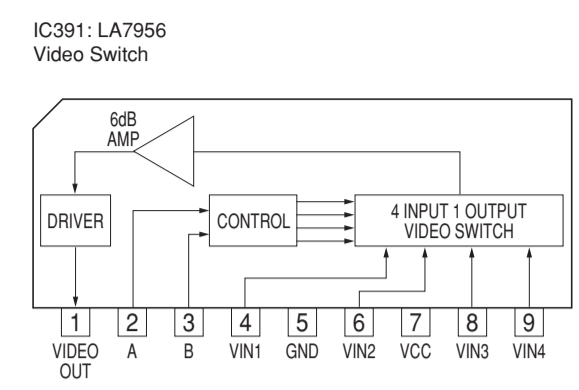 IC391: LA7956
Video Switch
6dB
AMP
DRIVER
CONTROL
4 INPUT 1 OUTPUT
VIDEO SWITCH
1 2 3 4 5 6 7 8 9
VIDEO A B VIN1 GND VIN2 VCC VIN3 VIN4
OUT